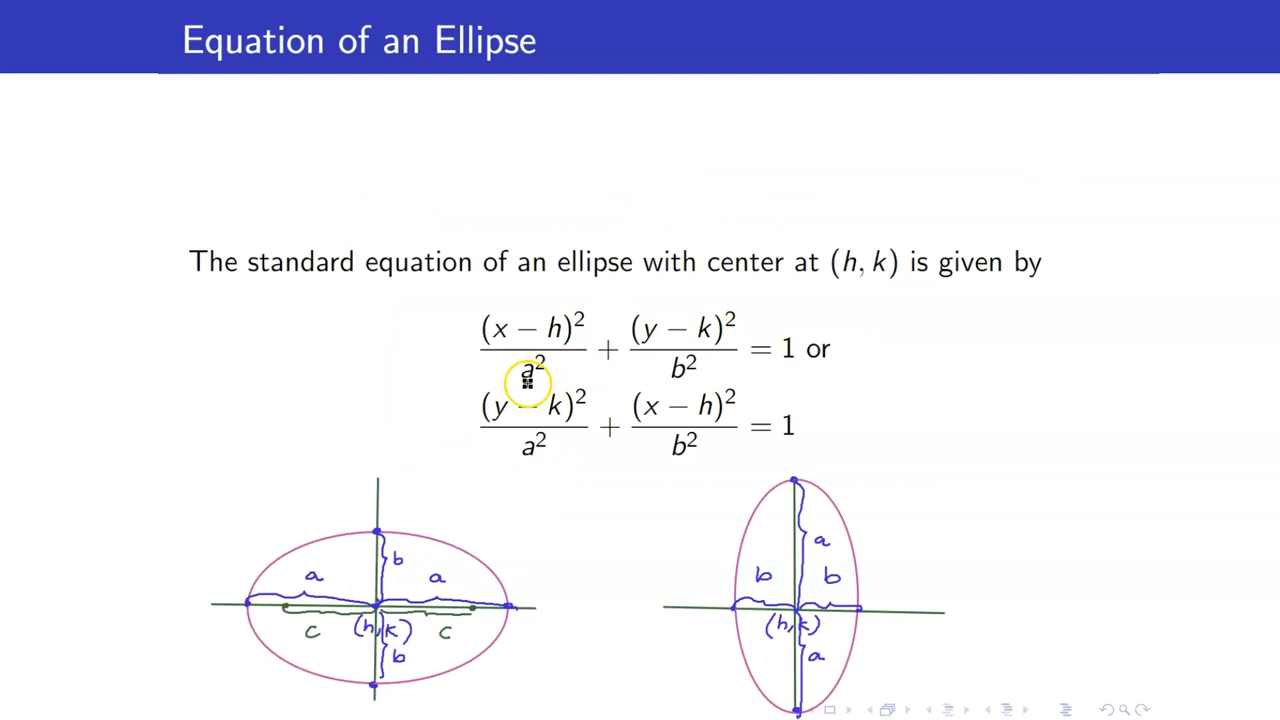 Equation of an Ellipse
The standard equation of an ellipse with center at (h, k) is given by
(x − h)²/a² + (y − k)²/b² = 1 or
(y − k)²/a² + (x − h)²/b² = 1
b
a a
c (h, k) c
b
a
b b
(h, k)
a